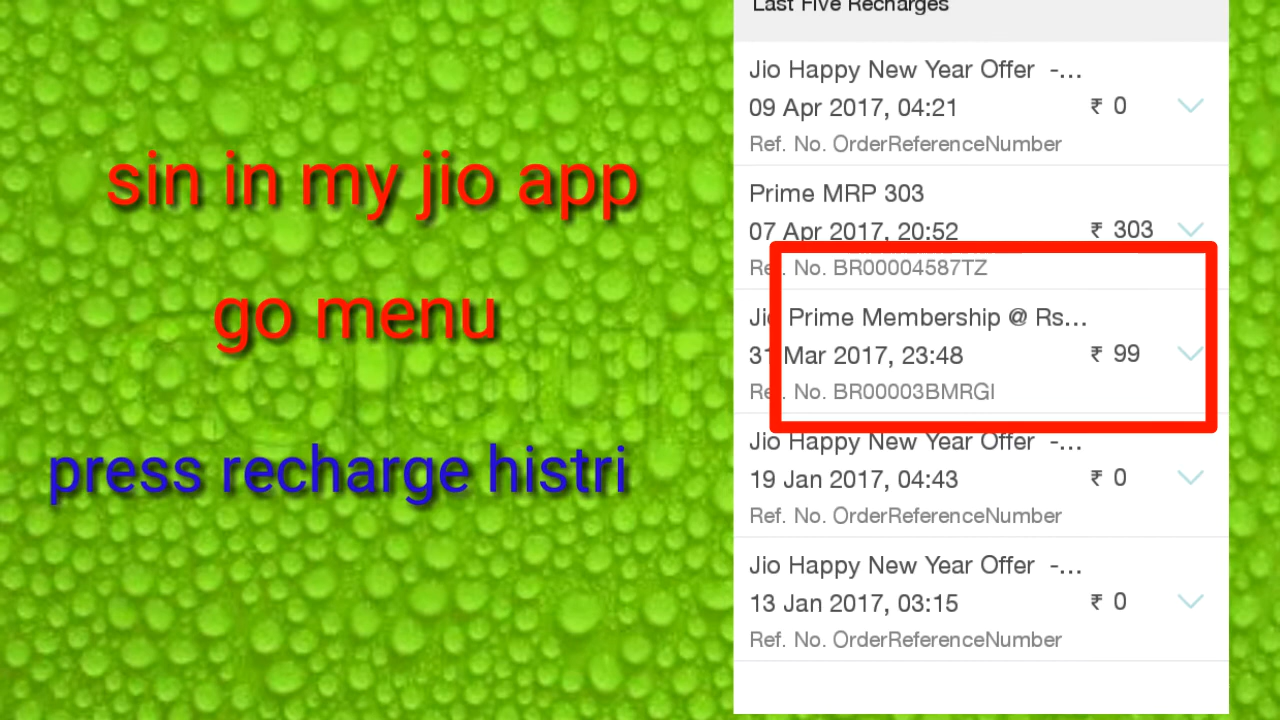 sin in my jio app
go menu
press recharge histri
Last Five Recharges
Jio Happy New Year Offer -...
09 Apr 2017, 04:21
₹ 0
Ref. No. OrderReferenceNumber
Prime MRP 303
07 Apr 2017, 20:52
₹ 303
Ref. No. BR00004587TZ
Jio Prime Membership @ Rs...
31 Mar 2017, 23:48
₹ 99
Ref. No. BR00003BMRGI
Jio Happy New Year Offer -...
19 Jan 2017, 04:43
₹ 0
Ref. No. OrderReferenceNumber
Jio Happy New Year Offer -...
13 Jan 2017, 03:15
₹ 0
Ref. No. OrderReferenceNumber